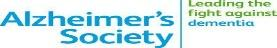 Alzheimer's
Society
Leading the
fight against
dementia